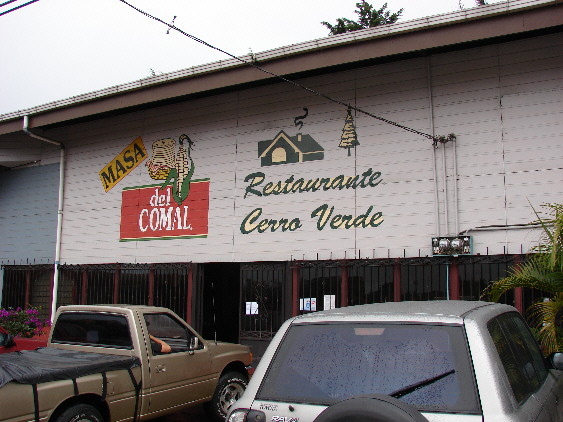 MASA
del
COMAL
Restaurante
Cerro Verde